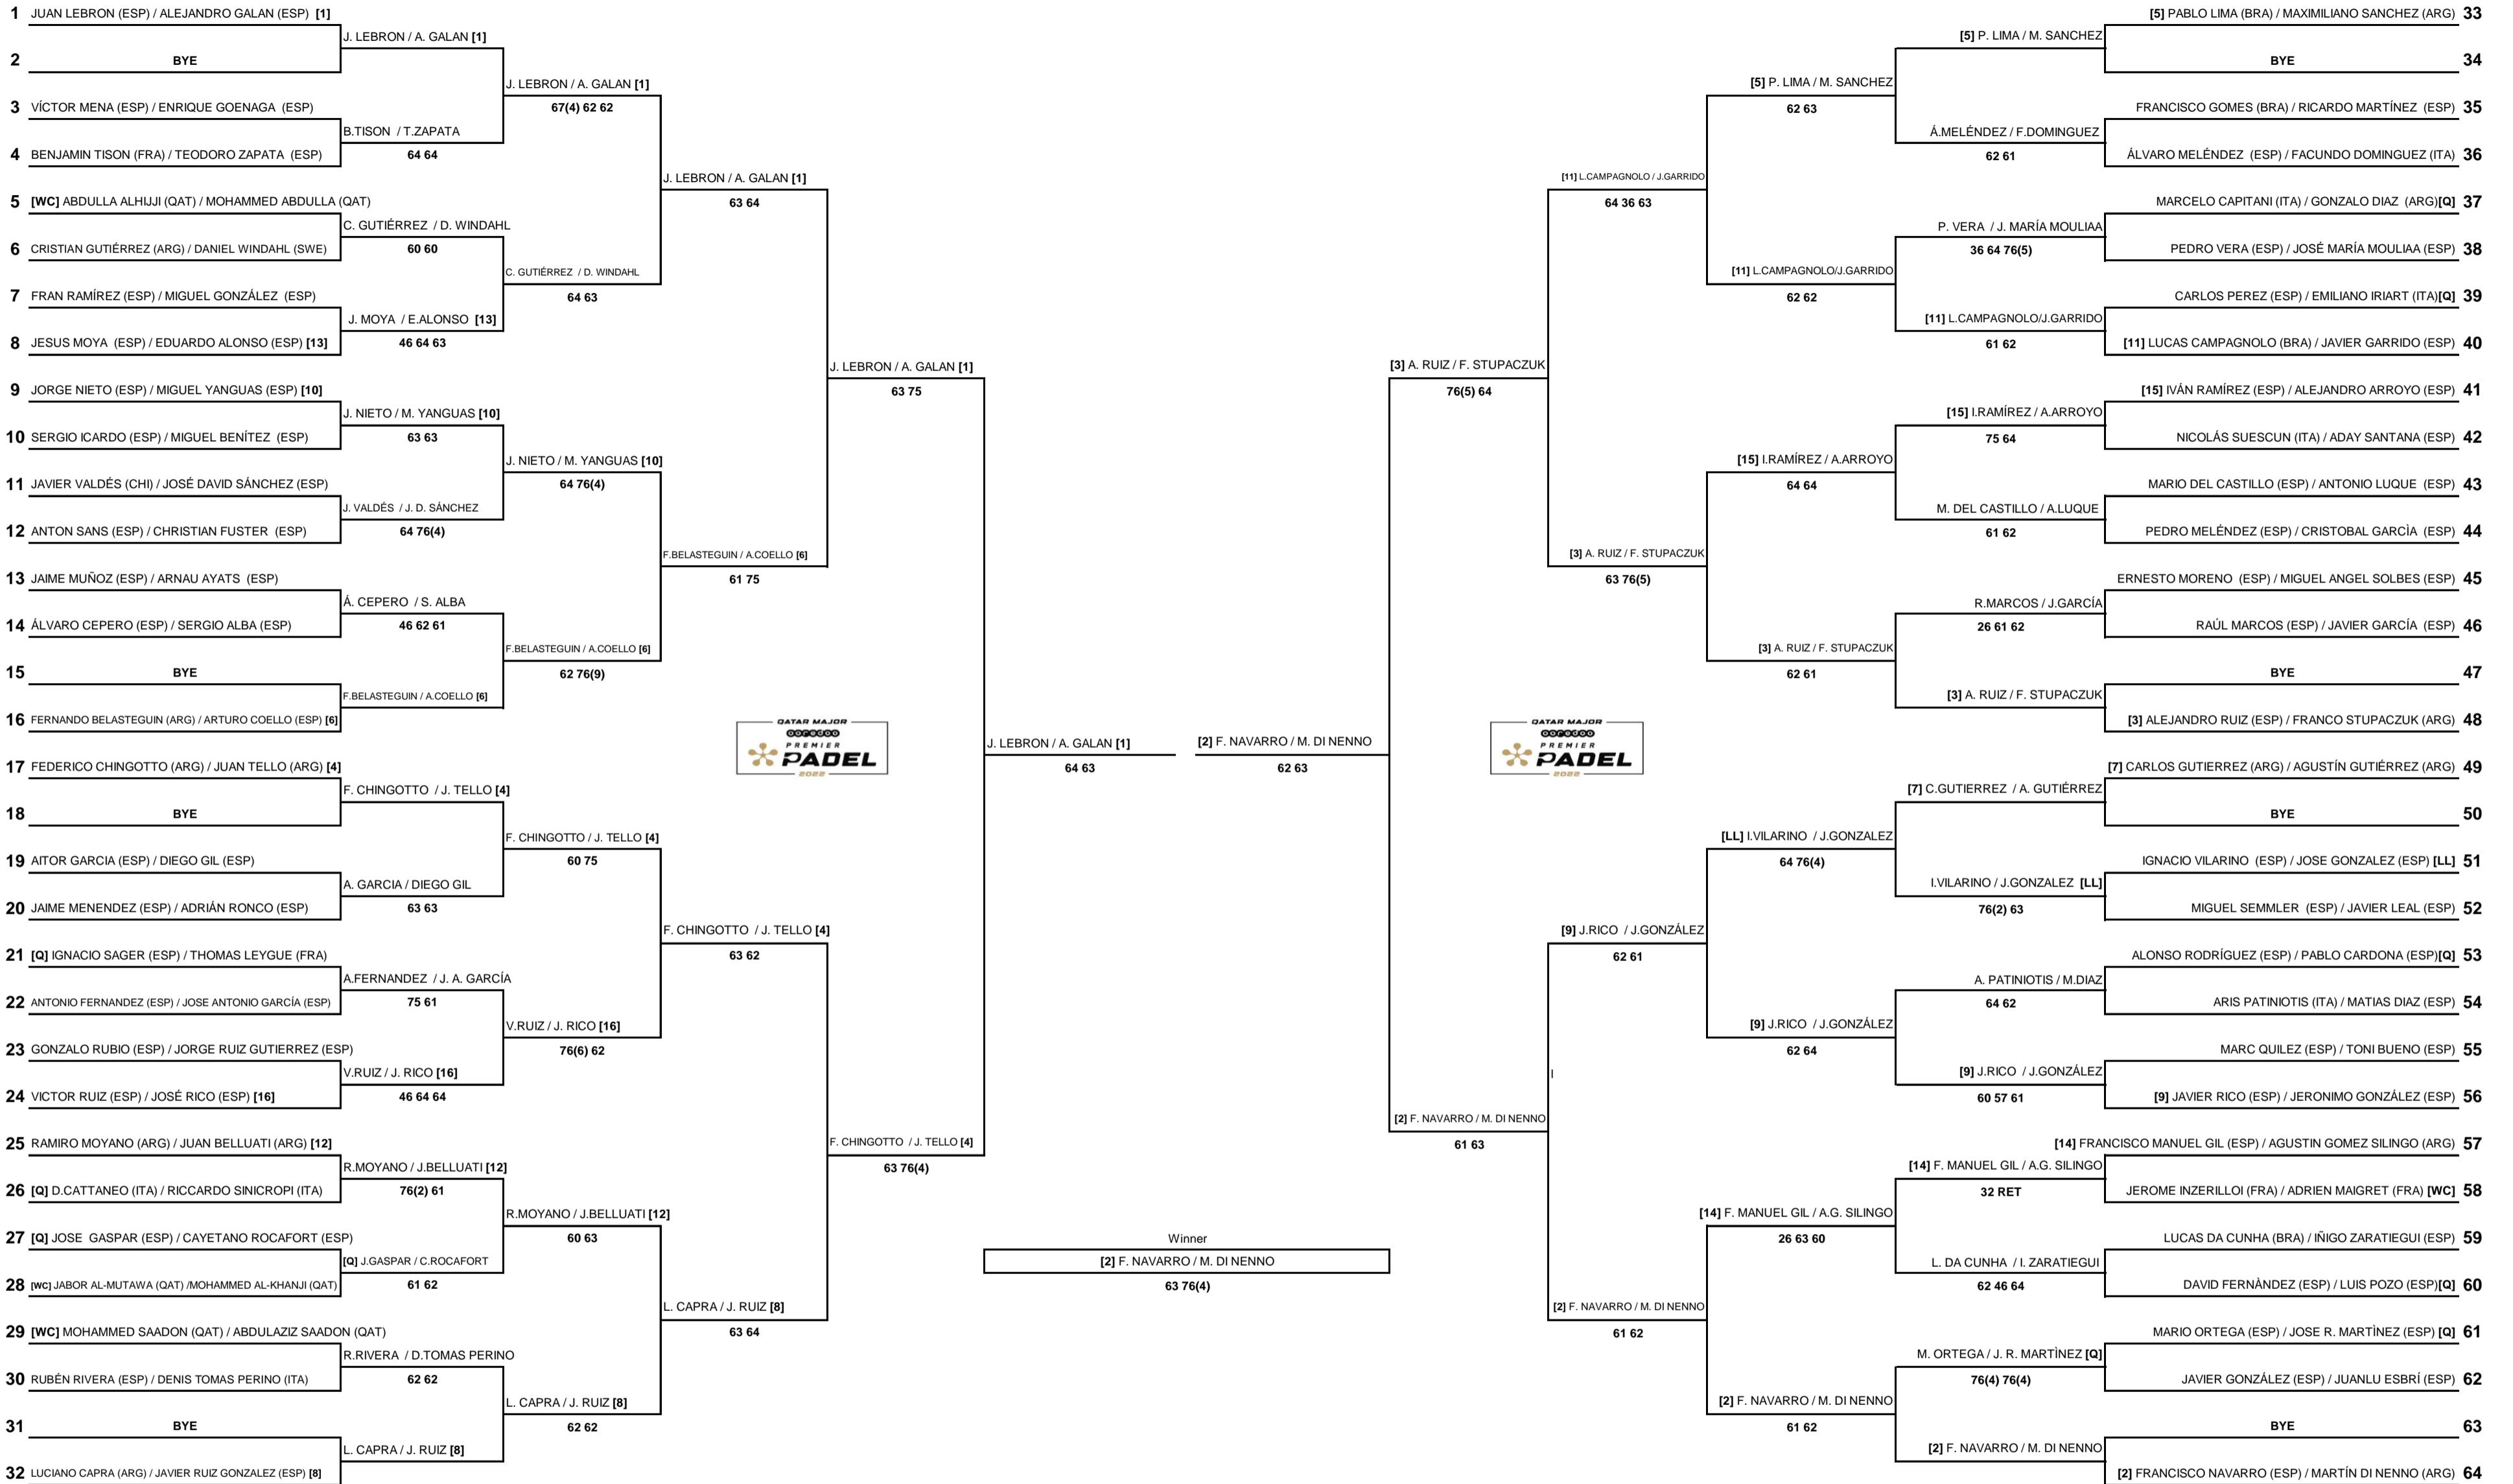 1 JUAN LEBRON (ESP) / ALEJANDRO GALAN (ESP) [1]
2 BYE
3 VÍCTOR MENA (ESP) / ENRIQUE GOENAGA (ESP)
4 BENJAMIN TISON (FRA) / TEODORO ZAPATA (ESP)
5 [WC] ABDULLA ALHIJJI (QAT) / MOHAMMED ABDULLA (QAT)
6 CRISTIAN GUTIÉRREZ (ARG) / DANIEL WINDAHL (SWE)
7 FRAN RAMÍREZ (ESP) / MIGUEL GONZÁLEZ (ESP)
8 JESUS MOYA (ESP) / EDUARDO ALONSO (ESP) [13]
9 JORGE NIETO (ESP) / MIGUEL YANGUAS (ESP) [10]
10 SERGIO ICARDO (ESP) / MIGUEL BENÍTEZ (ESP)
11 JAVIER VALDÉS (CHI) / JOSÉ DAVID SÁNCHEZ (ESP)
12 ANTON SANS (ESP) / CHRISTIAN FUSTER (ESP)
13 JAIME MUÑOZ (ESP) / ARNAU AYATS (ESP)
14 ÁLVARO CEPERO (ESP) / SERGIO ALBA (ESP)
15 BYE
16 FERNANDO BELASTEGUIN (ARG) / ARTURO COELLO (ESP) [6]
17 FEDERICO CHINGOTTO (ARG) / JUAN TELLO (ARG) [4]
18 BYE
19 AITOR GARCIA (ESP) / DIEGO GIL (ESP)
20 JAIME MENENDEZ (ESP) / ADRIÁN RONCO (ESP)
21 [Q] IGNACIO SAGER (ESP) / THOMAS LEYGUE (FRA)
22 ANTONIO FERNANDEZ (ESP) / JOSE ANTONIO GARCÍA (ESP)
23 GONZALO RUBIO (ESP) / JORGE RUIZ GUTIERREZ (ESP)
24 VICTOR RUIZ (ESP) / JOSÉ RICO (ESP) [16]
25 RAMIRO MOYANO (ARG) / JUAN BELLUATI (ARG) [12]
26 [Q] D.CATTANEO (ITA) / RICCARDO SINICROPI (ITA)
27 [Q] JOSE GASPAR (ESP) / CAYETANO ROCAFORT (ESP)
28 [WC] JABOR AL-MUTAWA (QAT) /MOHAMMED AL-KHANJI (QAT)
29 [WC] MOHAMMED SAADON (QAT) / ABDULAZIZ SAADON (QAT)
30 RUBÉN RIVERA (ESP) / DENIS TOMAS PERINO (ITA)
31 BYE
32 LUCIANO CAPRA (ARG) / JAVIER RUIZ GONZALEZ (ESP) [8]
J. LEBRON / A. GALAN [1]
B.TISON / T.ZAPATA
64 64
C. GUTIÉRREZ / D. WINDAHL
60 60
J. MOYA / E.ALONSO [13]
46 64 63
J. NIETO / M. YANGUAS [10]
63 63
J. VALDÉS / J. D. SÁNCHEZ
64 76(4)
Á. CEPERO / S. ALBA
46 62 61
F.BELASTEGUIN / A.COELLO [6]
F. CHINGOTTO / J. TELLO [4]
A. GARCIA / DIEGO GIL
63 63
A.FERNANDEZ / J. A. GARCÍA
75 61
V.RUIZ / J. RICO [16]
46 64 64
R.MOYANO / J.BELLUATI [12]
76(2) 61
[Q] J.GASPAR / C.ROCAFORT
61 62
R.RIVERA / D.TOMAS PERINO
62 62
L. CAPRA / J. RUIZ [8]
J. LEBRON / A. GALAN [1]
67(4) 62 62
C. GUTIÉRREZ / D. WINDAHL
64 63
J. NIETO / M. YANGUAS [10]
64 76(4)
F.BELASTEGUIN / A.COELLO [6]
62 76(9)
F. CHINGOTTO / J. TELLO [4]
60 75
V.RUIZ / J. RICO [16]
76(6) 62
R.MOYANO / J.BELLUATI [12]
60 63
L. CAPRA / J. RUIZ [8]
62 62
J. LEBRON / A. GALAN [1]
63 64
F.BELASTEGUIN / A.COELLO [6]
61 75
F. CHINGOTTO / J. TELLO [4]
63 62
L. CAPRA / J. RUIZ [8]
63 64
J. LEBRON / A. GALAN [1]
63 75
F. CHINGOTTO / J. TELLO [4]
63 76(4)
QATAR MAJOR
OOREDOO
PREMIER
PADEL
2022
J. LEBRON / A. GALAN [1]
64 63
[2] F. NAVARRO / M. DI NENNO
62 63
Winner
[2] F. NAVARRO / M. DI NENNO
63 76(4)
QATAR MAJOR
OOREDOO
PREMIER
PADEL
2022
[3] A. RUIZ / F. STUPACZUK
76(5) 64
[2] F. NAVARRO / M. DI NENNO
61 63
[11] L.CAMPAGNOLO / J.GARRIDO
64 36 63
[3] A. RUIZ / F. STUPACZUK
63 76(5)
[9] J.RICO / J.GONZÁLEZ
62 61
I
[2] F. NAVARRO / M. DI NENNO
61 62
[5] P. LIMA / M. SANCHEZ
62 63
[11] L.CAMPAGNOLO/J.GARRIDO
62 62
[15] I.RAMÍREZ / A.ARROYO
64 64
[3] A. RUIZ / F. STUPACZUK
62 61
[LL] I.VILARINO / J.GONZALEZ
64 76(4)
[9] J.RICO / J.GONZÁLEZ
62 64
[14] F. MANUEL GIL / A.G. SILINGO
26 63 60
[2] F. NAVARRO / M. DI NENNO
61 62
[5] P. LIMA / M. SANCHEZ
Á.MELÉNDEZ / F.DOMINGUEZ
62 61
P. VERA / J. MARÍA MOULIAA
36 64 76(5)
[11] L.CAMPAGNOLO/J.GARRIDO
61 62
[15] I.RAMÍREZ / A.ARROYO
75 64
M. DEL CASTILLO / A.LUQUE
61 62
R.MARCOS / J.GARCÍA
26 61 62
[3] A. RUIZ / F. STUPACZUK
[7] C.GUTIERREZ / A. GUTIÉRREZ
I.VILARINO / J.GONZALEZ [LL]
76(2) 63
A. PATINIOTIS / M.DIAZ
64 62
[9] J.RICO / J.GONZÁLEZ
60 57 61
[14] F. MANUEL GIL / A.G. SILINGO
32 RET
L. DA CUNHA / I. ZARATIEGUI
62 46 64
M. ORTEGA / J. R. MARTÌNEZ [Q]
76(4) 76(4)
[2] F. NAVARRO / M. DI NENNO
[5] PABLO LIMA (BRA) / MAXIMILIANO SANCHEZ (ARG) 33
BYE 34
FRANCISCO GOMES (BRA) / RICARDO MARTÍNEZ (ESP) 35
ÁLVARO MELÉNDEZ (ESP) / FACUNDO DOMINGUEZ (ITA) 36
MARCELO CAPITANI (ITA) / GONZALO DIAZ (ARG)[Q] 37
PEDRO VERA (ESP) / JOSÉ MARÍA MOULIAA (ESP) 38
CARLOS PEREZ (ESP) / EMILIANO IRIART (ITA)[Q] 39
[11] LUCAS CAMPAGNOLO (BRA) / JAVIER GARRIDO (ESP) 40
[15] IVÁN RAMÍREZ (ESP) / ALEJANDRO ARROYO (ESP) 41
NICOLÁS SUESCUN (ITA) / ADAY SANTANA (ESP) 42
MARIO DEL CASTILLO (ESP) / ANTONIO LUQUE (ESP) 43
PEDRO MELÉNDEZ (ESP) / CRISTOBAL GARCÌA (ESP) 44
ERNESTO MORENO (ESP) / MIGUEL ANGEL SOLBES (ESP) 45
RAÚL MARCOS (ESP) / JAVIER GARCÍA (ESP) 46
BYE 47
[3] ALEJANDRO RUIZ (ESP) / FRANCO STUPACZUK (ARG) 48
[7] CARLOS GUTIERREZ (ARG) / AGUSTÍN GUTIÉRREZ (ARG) 49
BYE 50
IGNACIO VILARINO (ESP) / JOSE GONZALEZ (ESP) [LL] 51
MIGUEL SEMMLER (ESP) / JAVIER LEAL (ESP) 52
ALONSO RODRÍGUEZ (ESP) / PABLO CARDONA (ESP)[Q] 53
ARIS PATINIOTIS (ITA) / MATIAS DIAZ (ESP) 54
MARC QUILEZ (ESP) / TONI BUENO (ESP) 55
[9] JAVIER RICO (ESP) / JERONIMO GONZÁLEZ (ESP) 56
[14] FRANCISCO MANUEL GIL (ESP) / AGUSTIN GOMEZ SILINGO (ARG) 57
JEROME INZERILLOI (FRA) / ADRIEN MAIGRET (FRA) [WC] 58
LUCAS DA CUNHA (BRA) / IÑIGO ZARATIEGUI (ESP) 59
DAVID FERNÀNDEZ (ESP) / LUIS POZO (ESP)[Q] 60
MARIO ORTEGA (ESP) / JOSE R. MARTÌNEZ (ESP) [Q] 61
JAVIER GONZÁLEZ (ESP) / JUANLU ESBRÍ (ESP) 62
BYE 63
[2] FRANCISCO NAVARRO (ESP) / MARTÍN DI NENNO (ARG) 64